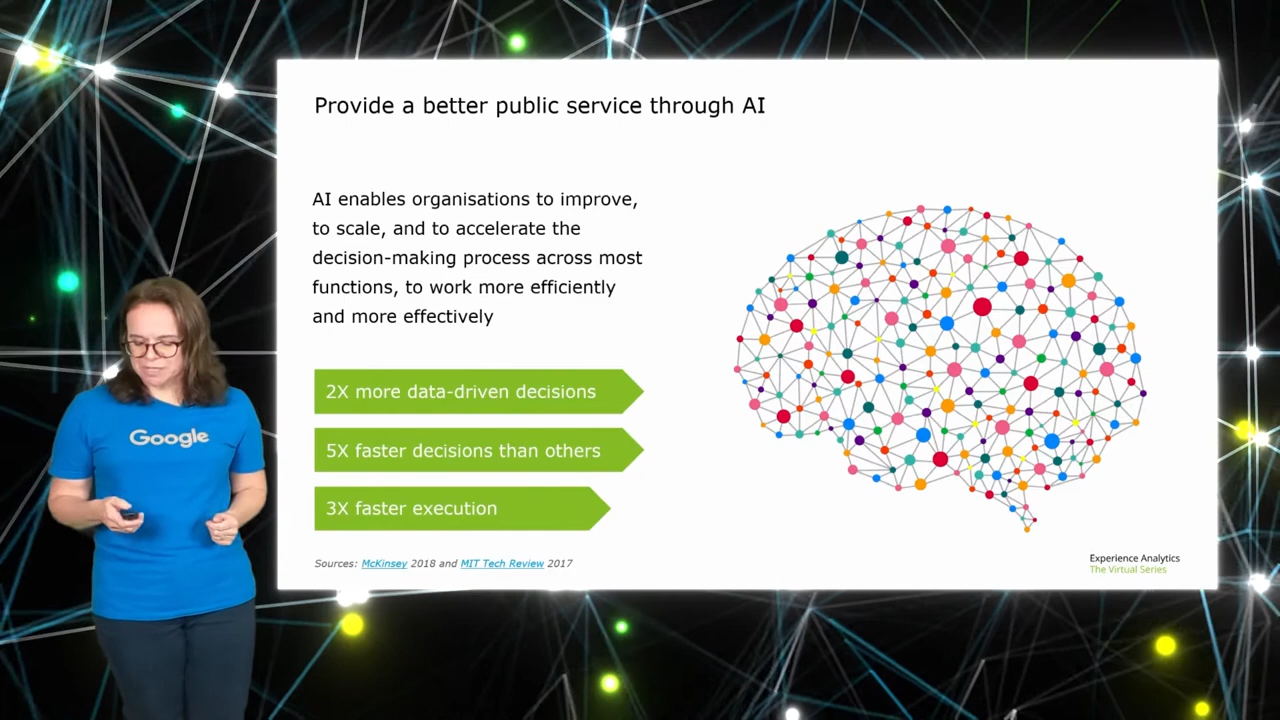 Provide a better public service through AI
AI enables organisations to improve,
to scale, and to accelerate the
decision-making process across most
functions, to work more efficiently
and more effectively
2X more data-driven decisions
5X faster decisions than others
3X faster execution
Sources: McKinsey 2018 and MIT Tech Review 2017
Experience Analytics
The Virtual Series
Google